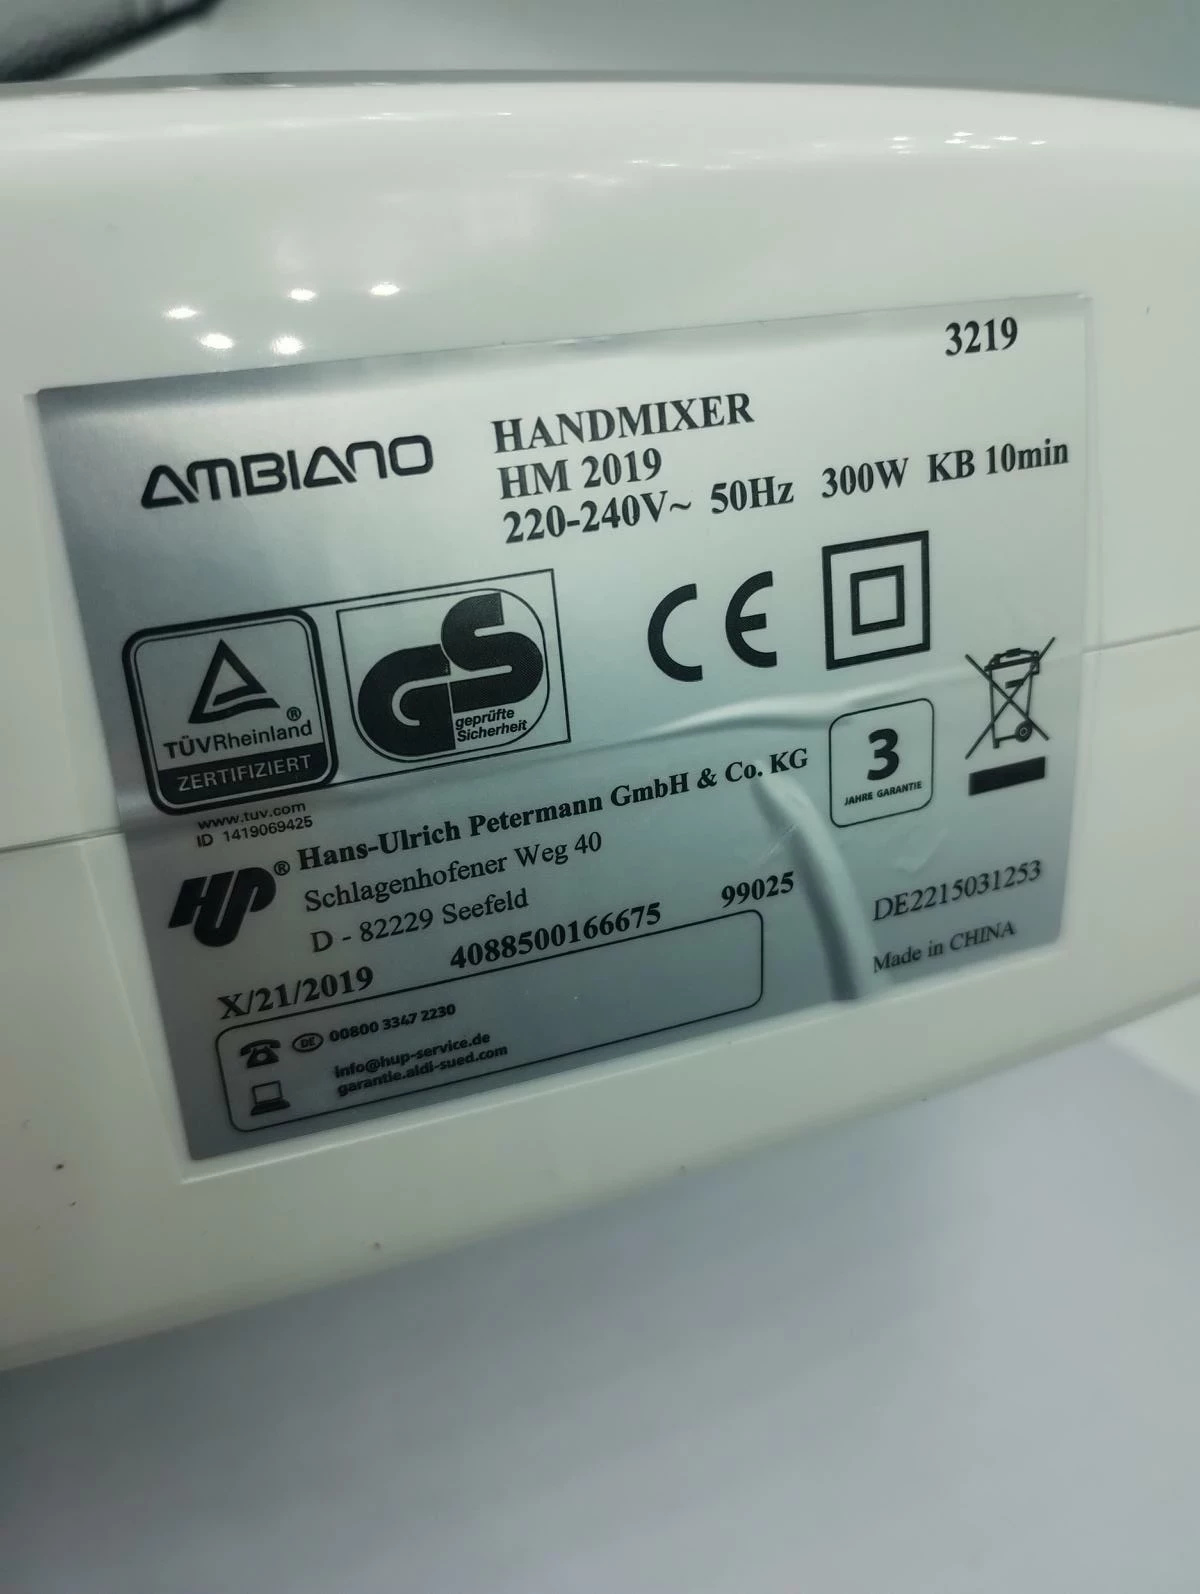 3219
AMBIANO
HANDMIXER
HM 2019
220-240V~ 50Hz 300W KB 10min
TÜVRheinland®
ZERTIFIZIERT
GS
geprüfte
Sicherheit
CE
www.tuv.com
ID 1419069425
3
JAHRE GARANTIE
HUP® Hans-Ulrich Petermann GmbH & Co. KG
Schlagenhofener Weg 40
D - 82229 Seefeld
X/21/2019 4088500166675 99025
DE2215031253
Made in CHINA
DE 00800 3347 2230
info@hup-service.de
garantie.aldi-sued.com